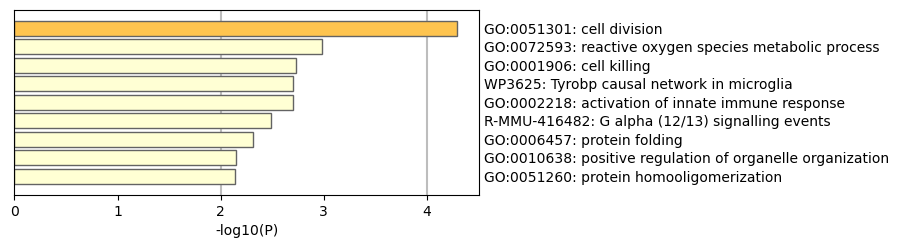 GO:0051301: cell division
GO:0072593: reactive oxygen species metabolic process
GO:0001906: cell killing
WP3625: Tyrobp causal network in microglia
GO:0002218: activation of innate immune response
R-MMU-416482: G alpha (12/13) signalling events
GO:0006457: protein folding
GO:0010638: positive regulation of organelle organization
GO:0051260: protein homooligomerization
0 1 2 3 4
-log10(P)